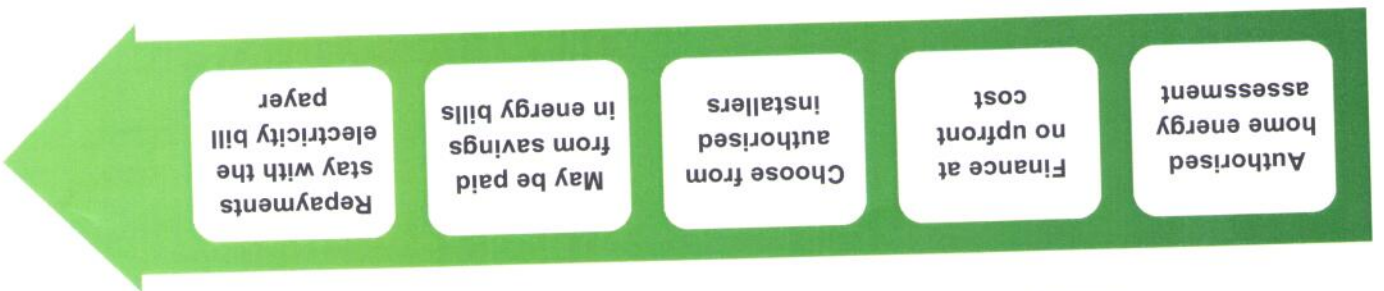 Authorised
home energy
assessment
Finance at
no upfront
cost
Choose from
authorised
installers
May be paid
from savings
in energy bills
Repayments
stay with the
electricity bill
payer